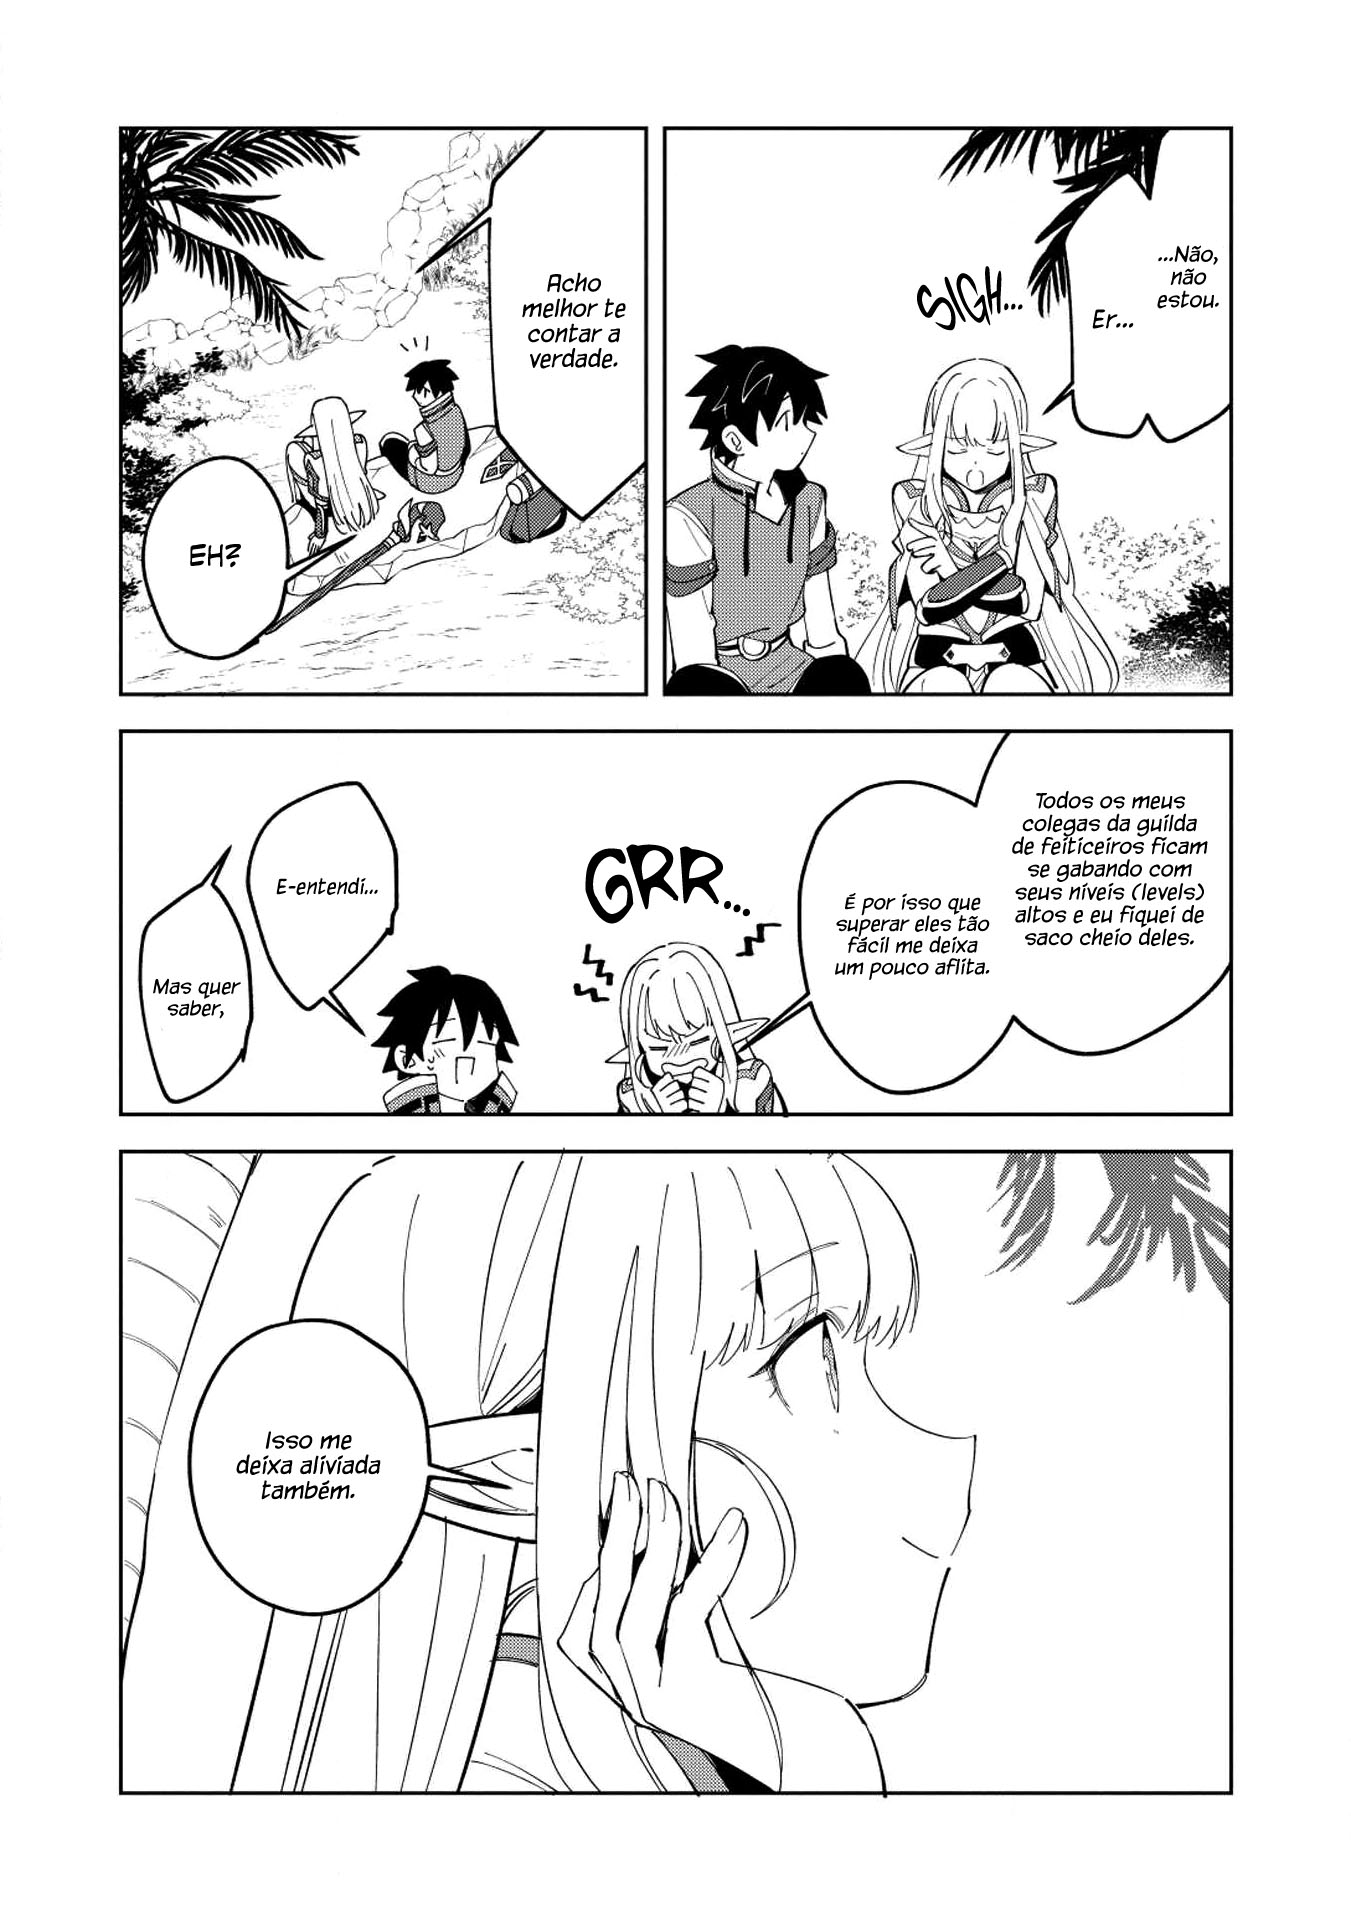 ...Não,
não
estou.
Er...
SIGH...
Acho
melhor te
contar a
verdade.
EH?
Todos os meus
colegas da guilda
de feiticeiros ficam
se gabando com
seus níveis (levels)
altos e eu fiquei de
saco cheio deles.
É por isso que
superar eles tão
fácil me deixa
um pouco aflita.
GRR...
E-entendi...
Mas quer
saber,
Isso me
deixa aliviada
também.